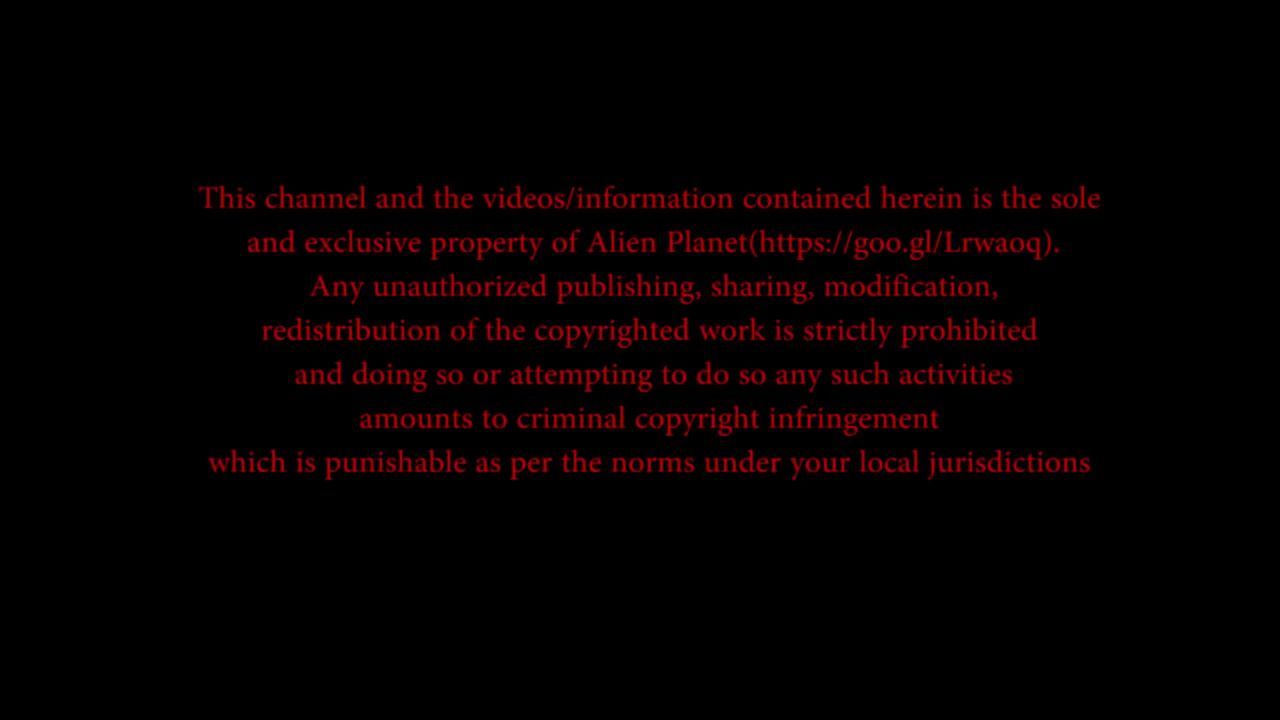 This channel and the videos/information contained herein is the sole
and exclusive property of Alien Planet(https://goo.gl/Lrwaoq).
Any unauthorized publishing, sharing, modification,
redistribution of the copyrighted work is strictly prohibited
and doing so or attempting to do so any such activities
amounts to criminal copyright infringement
which is punishable as per the norms under your local jurisdictions